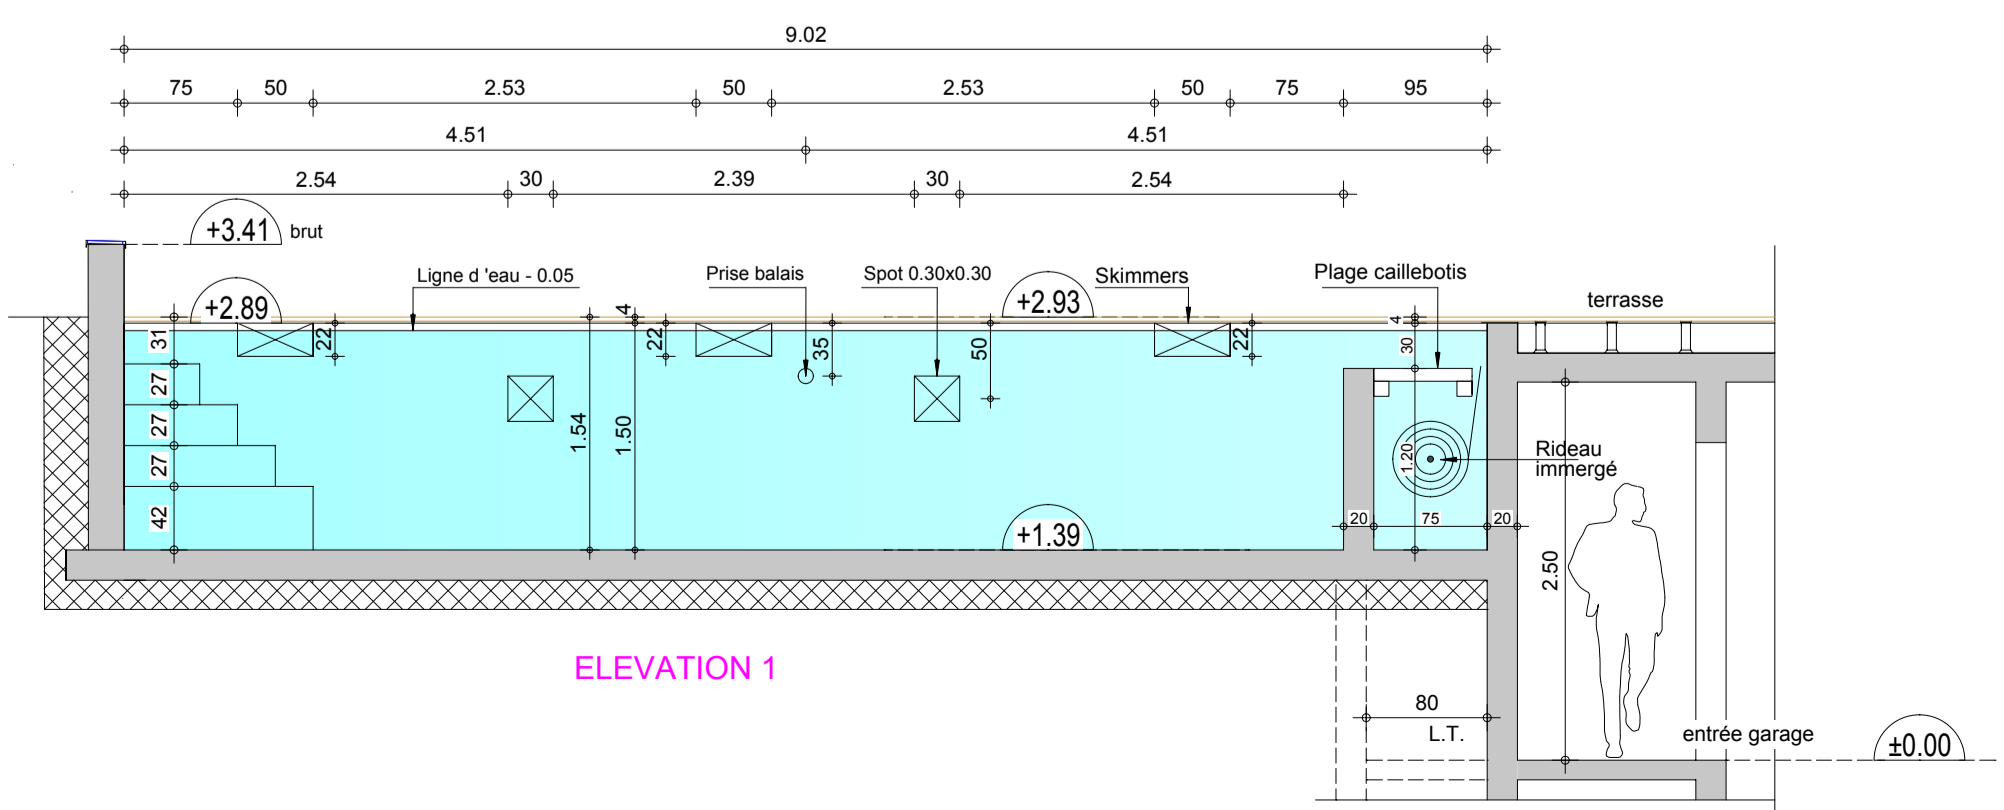 9.02
75 50 2.53 50 2.53 50 75 95
4.51 4.51
2.54 30 2.39 30 2.54
+3.41 brut
Ligne d 'eau - 0.05 Prise balais Spot 0.30x0.30 Skimmers Plage caillebotis
+2.89 +2.93 terrasse
4 4
31 22 22 35 50 22 30
27
27 1.54 1.50
27 1.20 Rideau
immergé
42 +1.39 20 75 20
2.50
ELEVATION 1
80
L.T. entrée garage ±0.00